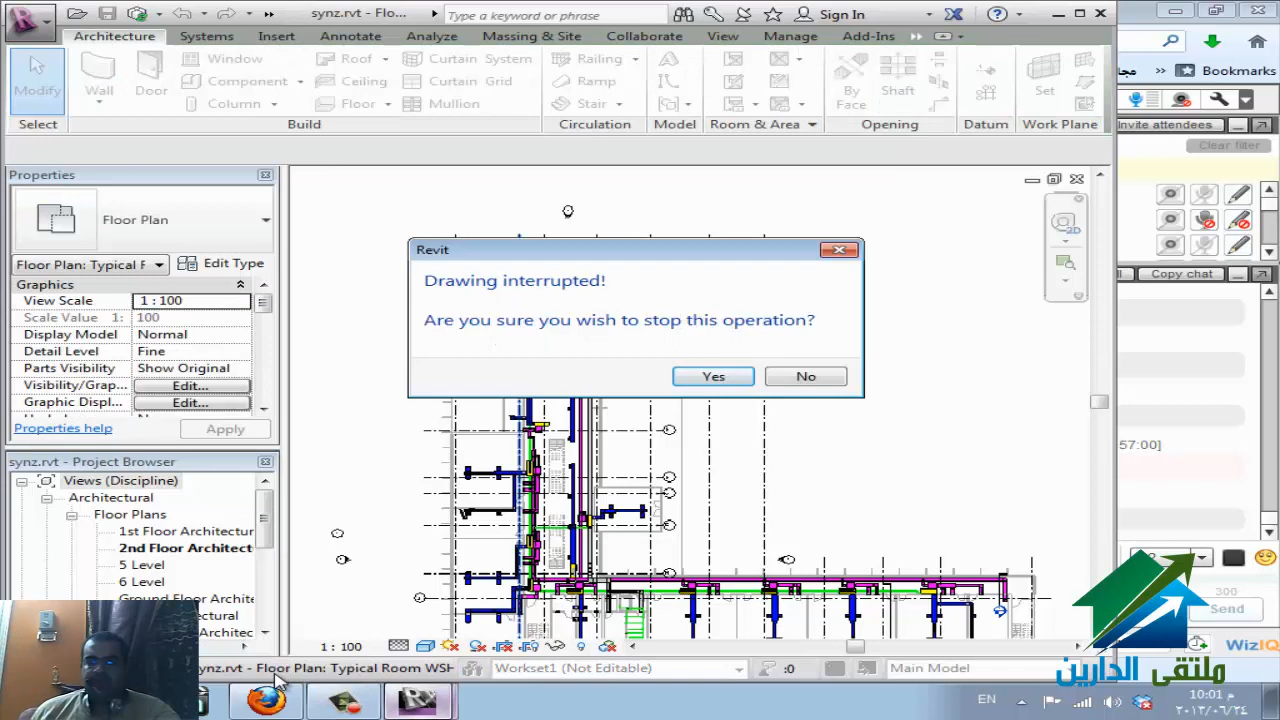 synz.rvt - Flo...
Type a keyword or phrase
Sign In
Architecture
Systems
Insert
Annotate
Analyze
Massing & Site
Collaborate
View
Manage
Add-Ins
Modify
Wall
Door
Window
Component
Column
Roof
Ceiling
Floor
Curtain System
Curtain Grid
Mullion
Railing
Ramp
Stair
By Face
Shaft
Set
Select
Build
Circulation
Model
Room & Area
Opening
Datum
Work Plane
Bookmarks
Invite attendees
Clear filter
Copy chat
57:00]
300
Send
WizIQ
Properties
Floor Plan
Floor Plan: Typical F
Edit Type
Graphics
View Scale
1 : 100
Scale Value 1:
100
Display Model
Normal
Detail Level
Fine
Parts Visibility
Show Original
Visibility/Grap...
Edit...
Graphic Displ...
Edit...
Properties help
Apply
synz.rvt - Project Browser
Views (Discipline)
Architectural
Floor Plans
1st Floor Architectur
2nd Floor Architect
5 Level
6 Level
Ground Floor Archite
Architec
Revit
Drawing interrupted!
Are you sure you wish to stop this operation?
Yes
No
2D
1 : 100
synz.rvt - Floor Plan: Typical Room WSH
Workset1 (Not Editable)
:0
Main Model
EN
10:01 م
٢٠١٣/٠٦/٢٤
ملتقى الدارين